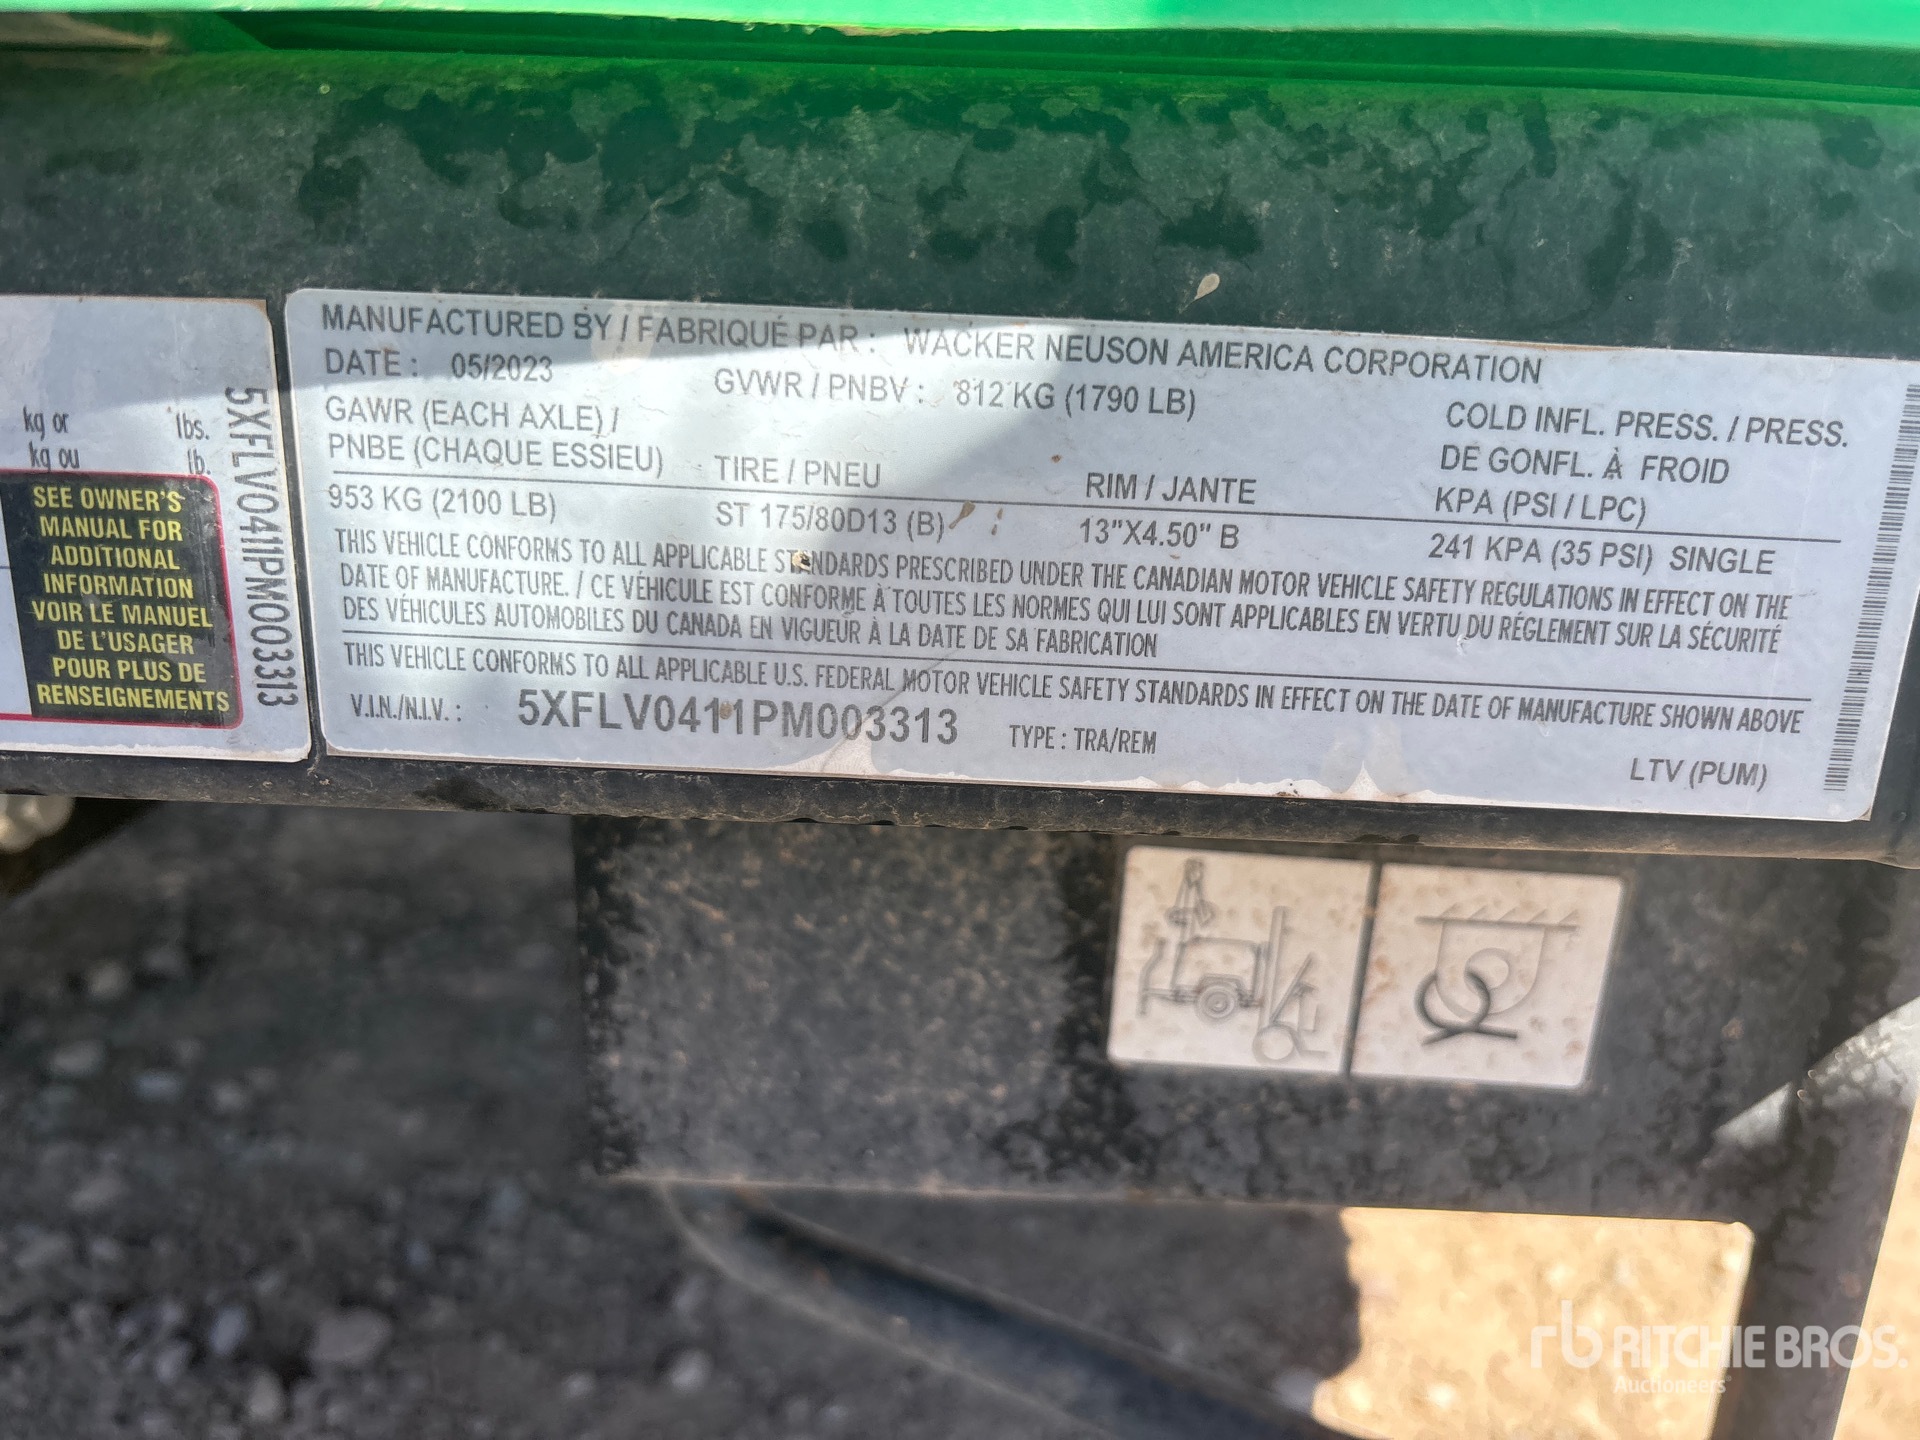 kg or lbs.
kg ou lb.
SEE OWNER'S
MANUAL FOR
ADDITIONAL
INFORMATION
VOIR LE MANUEL
DE L'USAGER
POUR PLUS DE
RENSEIGNEMENTS
5XFLV0411PM003313
MANUFACTURED BY / FABRIQUÉ PAR : WACKER NEUSON AMERICA CORPORATION
DATE : 05/2023 GVWR / PNBV : 812 KG (1790 LB)
GAWR (EACH AXLE) /
PNBE (CHAQUE ESSIEU) TIRE / PNEU RIM / JANTE
COLD INFL. PRESS. / PRESS.
DE GONFL. À FROID
KPA (PSI / LPC)
953 KG (2100 LB) ST 175/80D13 (B) 13"X4.50" B 241 KPA (35 PSI) SINGLE
THIS VEHICLE CONFORMS TO ALL APPLICABLE STANDARDS PRESCRIBED UNDER THE CANADIAN MOTOR VEHICLE SAFETY REGULATIONS IN EFFECT ON THE
DATE OF MANUFACTURE. / CE VÉHICULE EST CONFORME À TOUTES LES NORMES QUI LUI SONT APPLICABLES EN VERTU DU RÉGLEMENT SUR LA SÉCURITÉ
DES VÉHICULES AUTOMOBILES DU CANADA EN VIGUEUR À LA DATE DE SA FABRICATION
THIS VEHICLE CONFORMS TO ALL APPLICABLE U.S. FEDERAL MOTOR VEHICLE SAFETY STANDARDS IN EFFECT ON THE DATE OF MANUFACTURE SHOWN ABOVE
V.I.N./N.I.V. : 5XFLV0411PM003313 TYPE : TRA/REM
LTV (PUM)
rb RITCHIE BROS.
Auctioneers